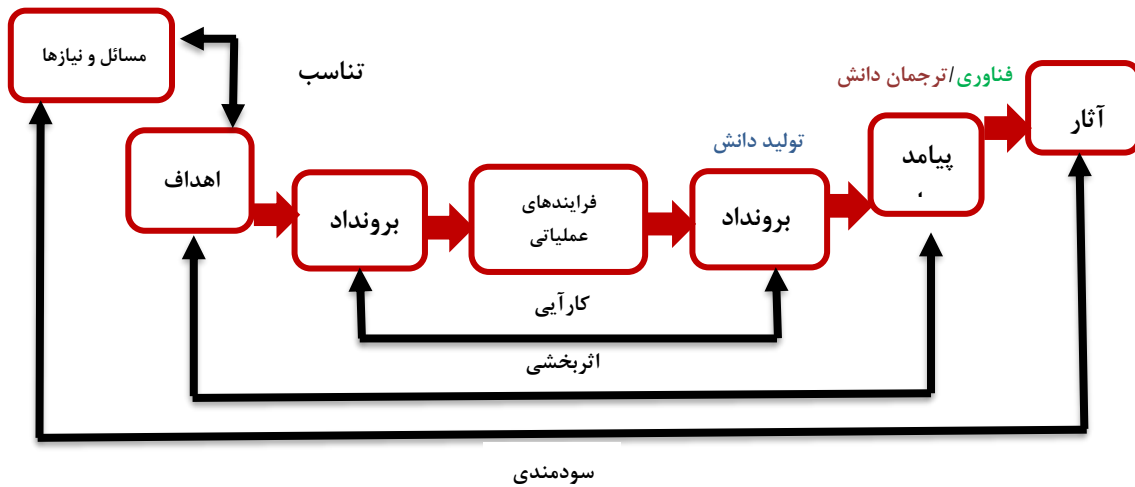 مسائل و نیازها
تناسب
فناوری/ترجمان دانش
آثار
تولید دانش
پیامد
،
اهداف
برونداد
فرایندهای
عملیاتی
برونداد
کارآیی
اثربخشی
سودمندی